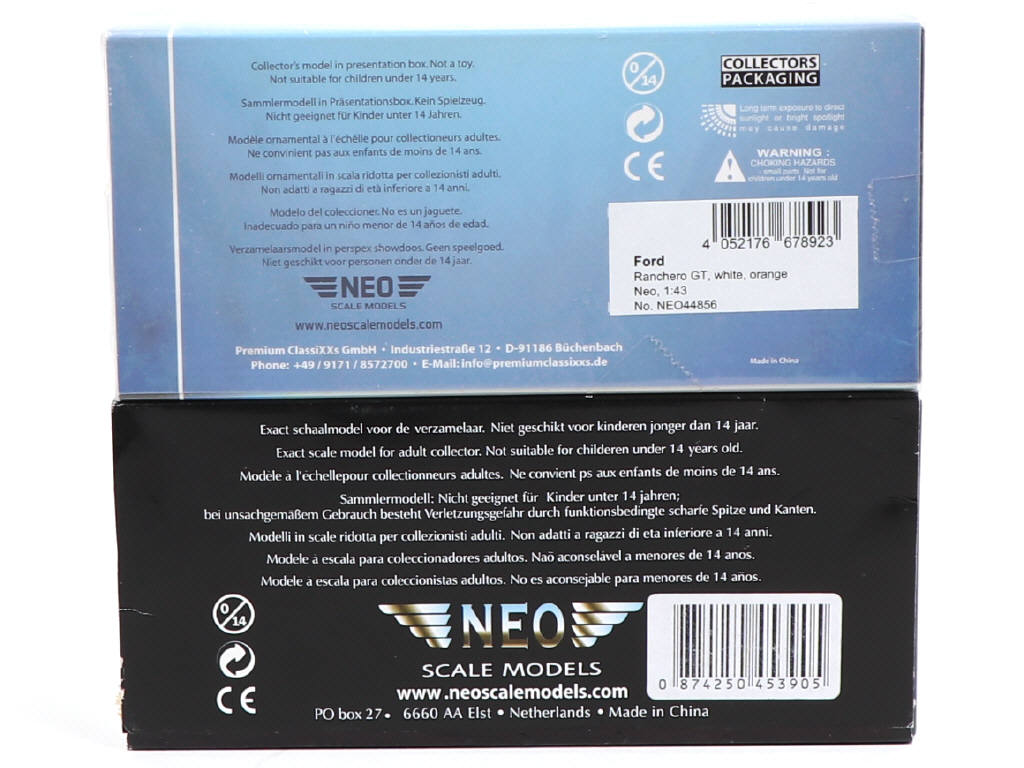 Collector's model in presentation box. Not a toy.
Not suitable for children under 14 years.
Sammlermodell in Präsentationsbox. Kein Spielzeug.
Nicht geeignet für Kinder unter 14 Jahren.
Modèle ornamental à l'échêlle pour collectioneurs adultes.
Ne convinient pas aux enfants de moins de 14 ans.
Modelli ornamentali in scala ridotta per collezionisti adulti.
Non adatti a ragazzi di età inferiore a 14 anni.
Modelo del coleccioner. No es un jaguete.
Inadecuado para un niño menor de 14 años de edad.
Verzamelaarsmodel in perspex showdoos. Geen speelgoed.
Niet geschikt voor personen onder de 14 jaar.
NEO
SCALE MODELS
www.neoscalemodels.com
Premium ClassiXXs GmbH • Industriestraße 12 • D-91186 Büchenbach
Phone: +49 / 9171 / 8572700 • E-Mail: info@premiumclassixxs.de
0/14
CE
COLLECTORS
PACKAGING
Long term exposure to direct
sunlight or bright spotlight
may cause damage
WARNING :
CHOKING HAZARDS
small parts. Not for
children under 14 years old
4 052176 678923
Ford
Ranchero GT, white, orange
Neo, 1:43
No. NEO44856
Made in China
Exact schaalmodel voor de verzamelaar. Niet geschikt voor kinderen jonger dan 14 jaar.
Exact scale model for adult collector. Not suitable for childeren under 14 years old.
Modèle à l'échellepour collectionneurs adultes. Ne convient ps aux enfants de moins de 14 ans.
Sammlermodell: Nicht geeignet für Kinder unter 14 jahren;
bei unsachgemäßem Gebrauch besteht Verletzungsgefahr durch funktionsbedingte scharfe Spitze und Kanten.
Modelli in scale ridotta per collezionisti adulti. Non adatti a ragazzi di eta inferiore a 14 anni.
Modele à escala para coleccionadores adultos. Naõ aconselável a menores de 14 anos.
Modele à escala para coleccionistas adultos. No es aconsejable para menores de 14 años.
0/14
CE
NEO
SCALE MODELS
www.neoscalemodels.com
PO box 27 • 6660 AA Elst • Netherlands • Made in China
0 874250 453905